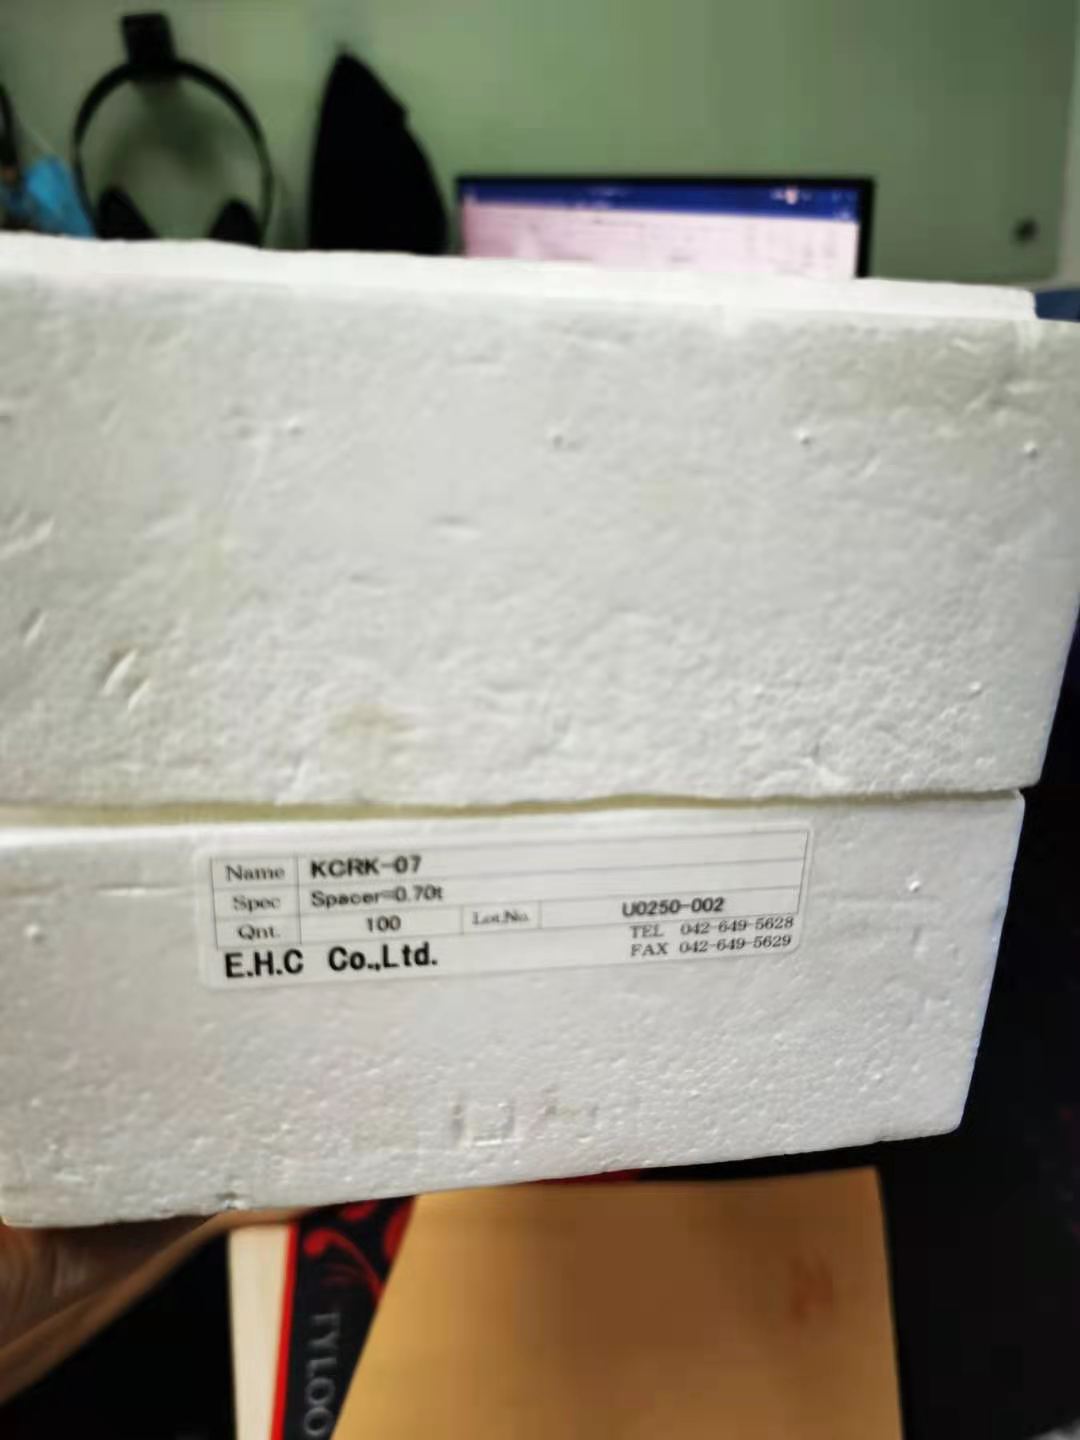 Name KCRK-07
Spec Spacer=0.70t
Qnt. 100 Lot.No. U0250-002
E.H.C Co.,Ltd.
TEL 042-649-5628
FAX 042-649-5629
TYLOO